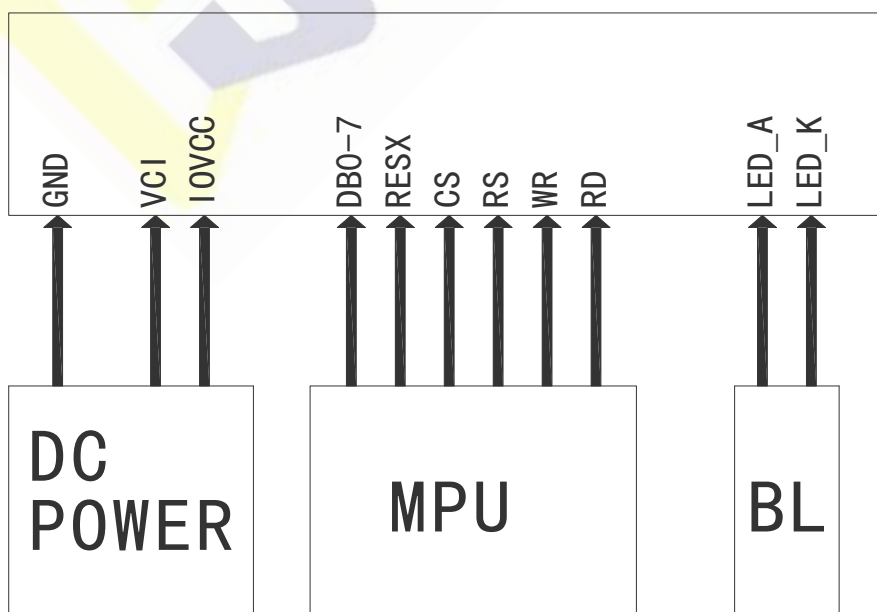 GND
VCI
IOVCC
DB0-7
RESX
CS
RS
WR
RD
LED_A
LED_K
DC
POWER
MPU
BL